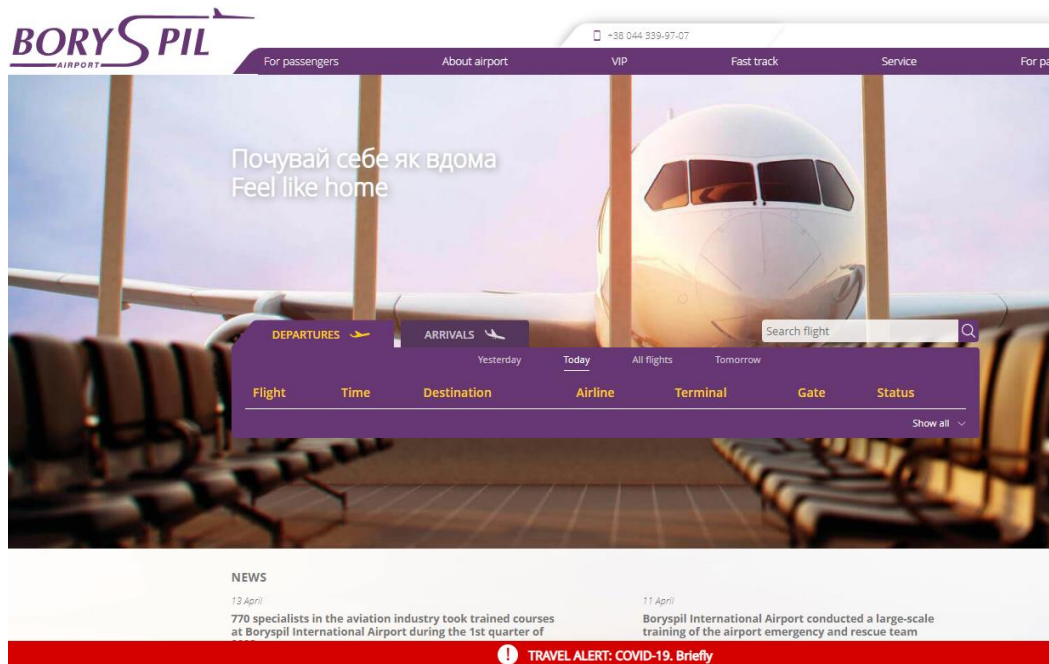 BORYSPIL
AIRPORT
+38 044 339-97-07
For passengers About airport VIP Fast track Service For pa
Почувай себе як вдома
Feel like home
DEPARTURES ARRIVALS Search flight
Yesterday Today All flights Tomorrow
Flight Time Destination Airline Terminal Gate Status
Show all
NEWS
13 April
770 specialists in the aviation industry took trained courses
at Boryspil International Airport during the 1st quarter of
11 April
Boryspil International Airport conducted a large-scale
training of the airport emergency and rescue team
TRAVEL ALERT: COVID-19. Briefly